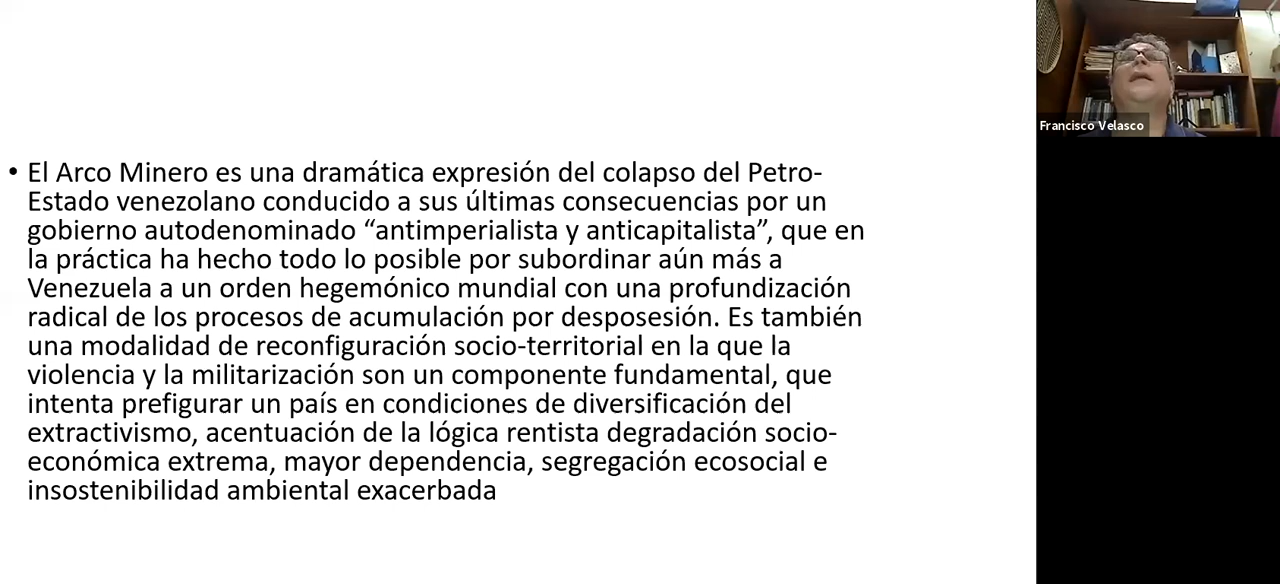 • El Arco Minero es una dramática expresión del colapso del Petro-
Estado venezolano conducido a sus últimas consecuencias por un
gobierno autodenominado “antimperialista y anticapitalista”, que en
la práctica ha hecho todo lo posible por subordinar aún más a
Venezuela a un orden hegemónico mundial con una profundización
radical de los procesos de acumulación por desposesión. Es también
una modalidad de reconfiguración socio-territorial en la que la
violencia y la militarización son un componente fundamental, que
intenta prefigurar un país en condiciones de diversificación del
extractivismo, acentuación de la lógica rentista degradación socio-
económica extrema, mayor dependencia, segregación ecosocial e
insostenibilidad ambiental exacerbada
Francisco Velasco